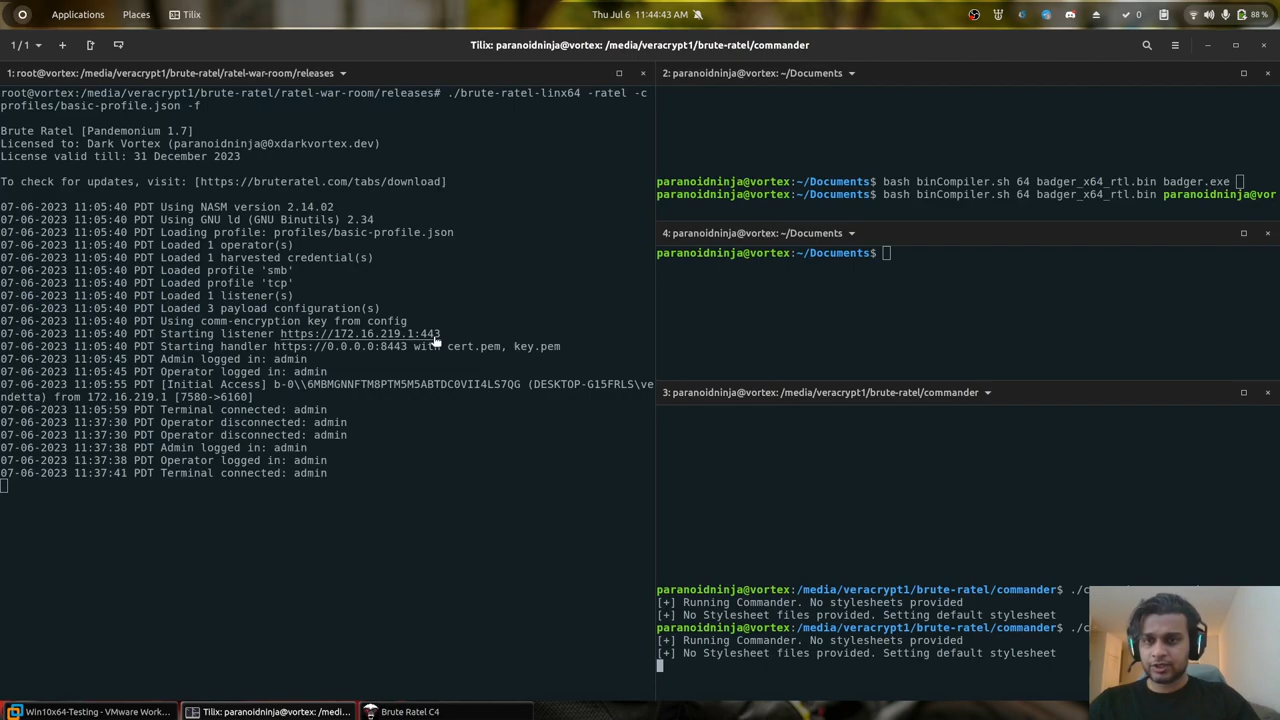 Applications Places Tilix
Thu Jul 6 11:44:43 AM
0
88 %
1/1
Tilix: paranoidninja@vortex: /media/veracrypt1/brute-ratel/commander
1: root@vortex: /media/veracrypt1/brute-ratel/ratel-war-room/releases
root@vortex:/media/veracrypt1/brute-ratel/ratel-war-room/releases# ./brute-ratel-linx64 -ratel -c
profiles/basic-profile.json -f
Brute Ratel [Pandemonium 1.7]
Licensed to: Dark Vortex (paranoidninja@0xdarkvortex.dev)
License valid till: 31 December 2023
To check for updates, visit: [https://bruteratel.com/tabs/download]
07-06-2023 11:05:40 PDT Using NASM version 2.14.02
07-06-2023 11:05:40 PDT Using GNU ld (GNU Binutils) 2.34
07-06-2023 11:05:40 PDT Loading profile: profiles/basic-profile.json
07-06-2023 11:05:40 PDT Loaded 1 operator(s)
07-06-2023 11:05:40 PDT Loaded 1 harvested credential(s)
07-06-2023 11:05:40 PDT Loaded profile 'smb'
07-06-2023 11:05:40 PDT Loaded profile 'tcp'
07-06-2023 11:05:40 PDT Loaded 1 listener(s)
07-06-2023 11:05:40 PDT Loaded 3 payload configuration(s)
07-06-2023 11:05:40 PDT Using comm-encryption key from config
07-06-2023 11:05:40 PDT Starting listener https://172.16.219.1:443
07-06-2023 11:05:40 PDT Starting handler https://0.0.0.0:8443 with cert.pem, key.pem
07-06-2023 11:05:45 PDT Admin logged in: admin
07-06-2023 11:05:45 PDT Operator logged in: admin
07-06-2023 11:05:55 PDT [Initial Access] b-0\\6MBMGNNFTM8PTM5M5ABTDC0VII4LS7QG (DESKTOP-G15FRLS\ve
ndetta) from 172.16.219.1 [7580->6160]
07-06-2023 11:05:59 PDT Terminal connected: admin
07-06-2023 11:37:30 PDT Operator disconnected: admin
07-06-2023 11:37:30 PDT Operator disconnected: admin
07-06-2023 11:37:38 PDT Admin logged in: admin
07-06-2023 11:37:38 PDT Operator logged in: admin
07-06-2023 11:37:41 PDT Terminal connected: admin
2: paranoidninja@vortex: ~/Documents
paranoidninja@vortex:~/Documents$ bash binCompiler.sh 64 badger_x64_rtl.bin badger.exe
paranoidninja@vortex:~/Documents$ bash binCompiler.sh 64 badger_x64_rtl.bin paranoidninja@vor
4: paranoidninja@vortex: ~/Documents
paranoidninja@vortex:~/Documents$
3: paranoidninja@vortex: /media/veracrypt1/brute-ratel/commander
paranoidninja@vortex:/media/veracrypt1/brute-ratel/commander$ ./c
[+] Running Commander. No stylesheets provided
[+] No Stylesheet files provided. Setting default stylesheet
paranoidninja@vortex:/media/veracrypt1/brute-ratel/commander$ ./c
[+] Running Commander. No stylesheets provided
[+] No Stylesheet files provided. Setting default stylesheet
Win10x64-Testing - VMware Work...
Tilix: paranoidninja@vortex: /medi...
Brute Ratel C4